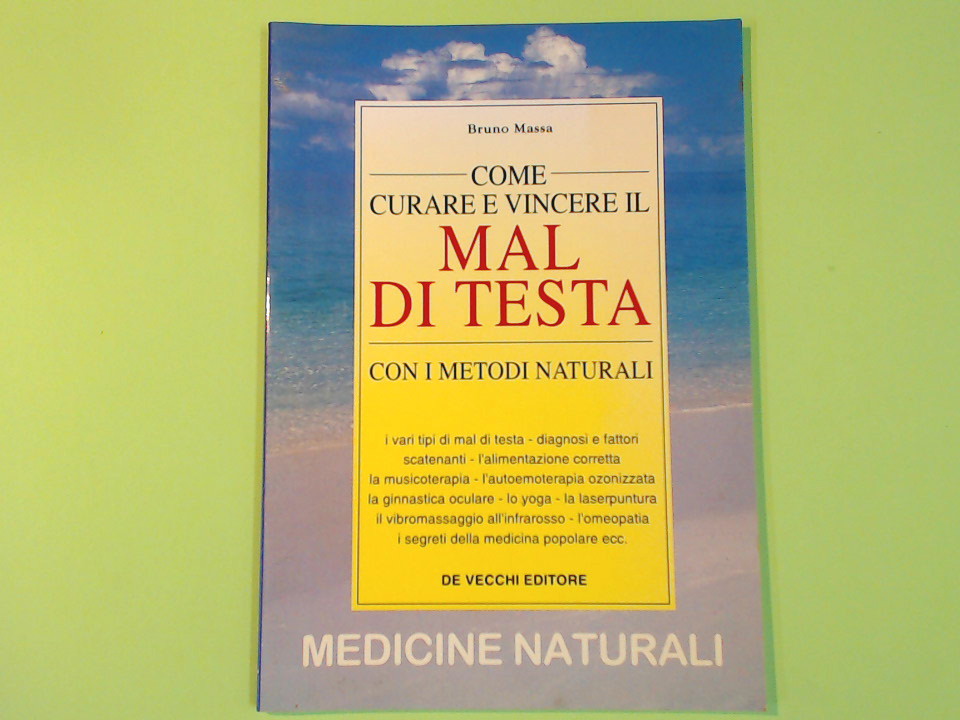 Bruno Massa
COME
CURARE E VINCERE IL
MAL
DI TESTA
CON I METODI NATURALI
i vari tipi di mal di testa - diagnosi e fattori
scatenanti - l'alimentazione corretta
la musicoterapia - l'autoemoterapia ozonizzata
la ginnastica oculare - lo yoga - la laserpuntura
il vibromassaggio all'infrarosso - l'omeopatia
i segreti della medicina popolare ecc.
DE VECCHI EDITORE
MEDICINE NATURALI